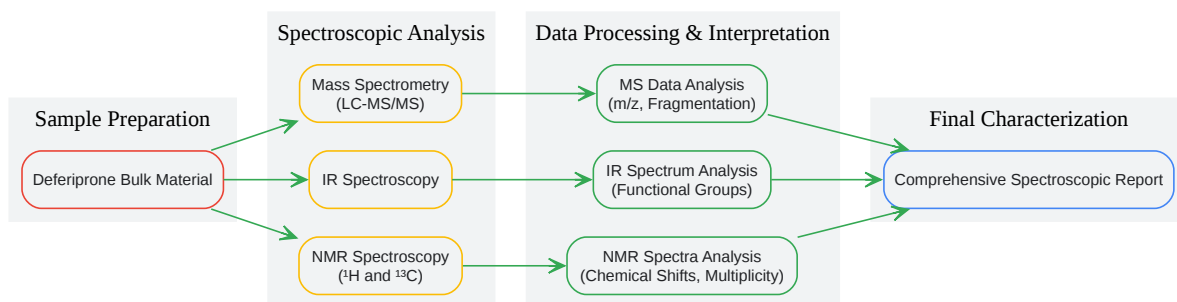 Sample Preparation
Deferiprone Bulk Material
Spectroscopic Analysis
Mass Spectrometry
(LC-MS/MS)
IR Spectroscopy
NMR Spectroscopy
(¹H and ¹³C)
Data Processing & Interpretation
MS Data Analysis
(m/z, Fragmentation)
IR Spectrum Analysis
(Functional Groups)
NMR Spectra Analysis
(Chemical Shifts, Multiplicity)
Final Characterization
Comprehensive Spectroscopic Report